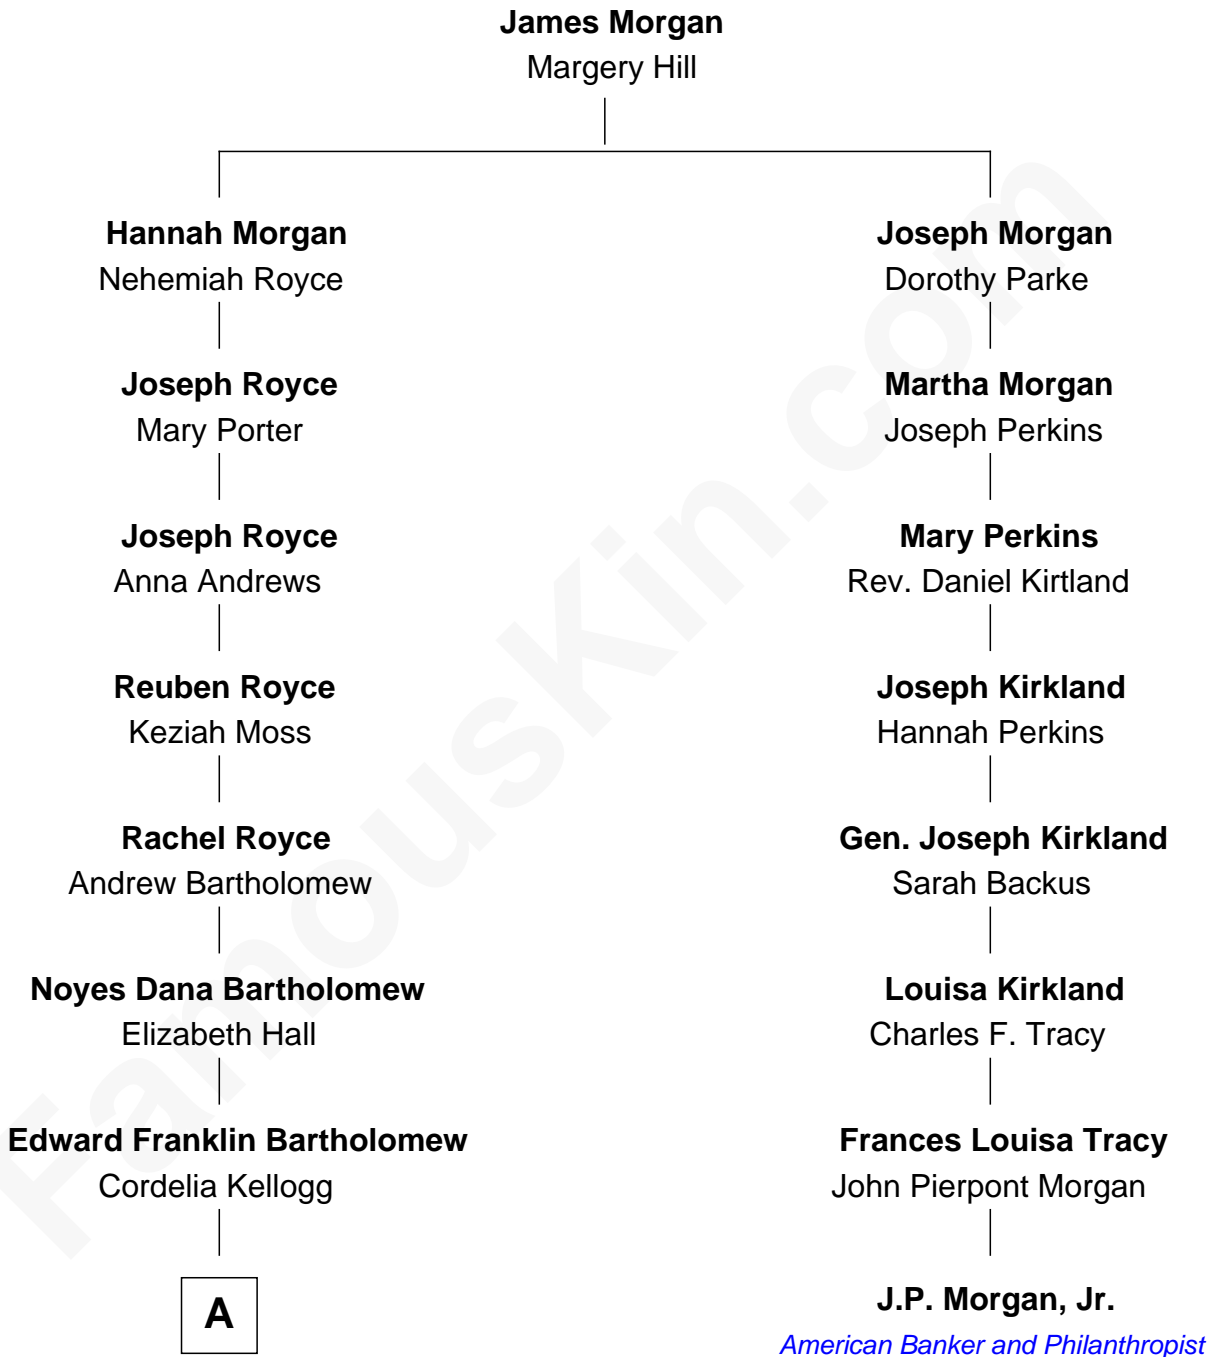 James Morgan
Margery Hill
Hannah Morgan
Nehemiah Royce
Joseph Morgan
Dorothy Parke
Joseph Royce
Mary Porter
Martha Morgan
Joseph Perkins
Joseph Royce
Anna Andrews
Mary Perkins
Rev. Daniel Kirtland
Reuben Royce
Keziah Moss
Joseph Kirkland
Hannah Perkins
Rachel Royce
Andrew Bartholomew
Gen. Joseph Kirkland
Sarah Backus
Noyes Dana Bartholomew
Elizabeth Hall
Louisa Kirkland
Charles F. Tracy
Edward Franklin Bartholomew
Cordelia Kellogg
Frances Louisa Tracy
John Pierpont Morgan
A
J.P. Morgan, Jr.
American Banker and Philanthropist
FamousKin.com